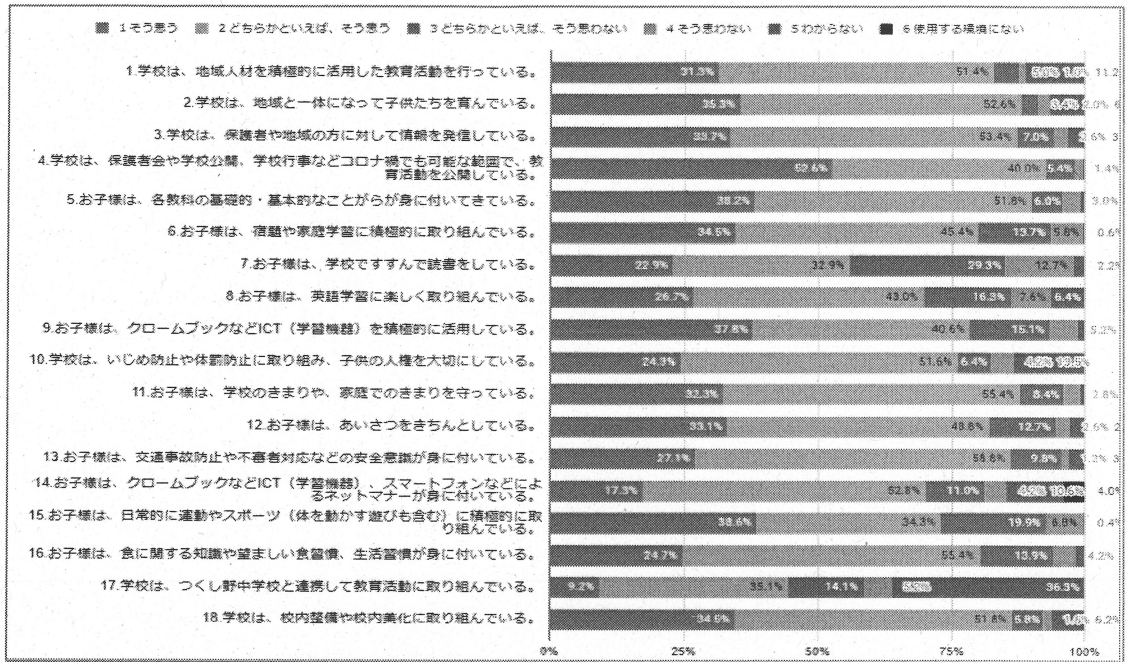 1 そう思う 2 どちらかといえば、そう思う 3 どちらかといえば、そう思わない 4 そう思わない 5 わからない 6 使用する環境にない
1.学校は、地域人材を積極的に活用した教育活動を行っている。 31.3% 51.4% 11.2
2.学校は、地域と一体になって子供たちを育んでいる。 35.3% 52.6% 8.4% 2.0% 6
3.学校は、保護者や地域の方に対して情報を発信している。 53.4% 7.0% 3
4.学校は、保護者会や学校公開、学校行事などコロナ禍でも可能な範囲で、教
育活動を公開している。 52.6% 40.0% 5.4% 1.4%
5.お子様は、各教科の基礎的・基本的なことがらが身に付いてきている。 38.2% 51.8% 6.0% 3.0%
6.お子様は、宿題や家庭学習に積極的に取り組んでいる。 34.5% 45.4% 13.7% 5.8% 0.6%
7.お子様は、学校ですすんで読書をしている。 22.9% 32.9% 29.3% 12.7% 2.2%
8.お子様は、英語学習に楽しく取り組んでいる。 26.7% 43.0% 16.3% 7.6% 6.4%
9.お子様は、クロームブックなどICT（学習機器）を積極的に活用している。 37.8% 40.6% 15.1% 5.2%
10.学校は、いじめ防止や体罰防止に取り組み、子供の人権を大切にしている。 24.3% 51.6% 6.4% 4.2% 13.5%
11.お子様は、学校のきまりや、家庭でのきまりを守っている。 32.3% 55.4% 8.4% 2.8%
12.お子様は、あいさつをきちんとしている。 33.1% 48.8% 12.7% 2.6% 2
13.お子様は、交通事故防止や不審者対応などの安全意識が身に付いている。 27.1% 58.8% 9.8% 3
14.お子様は、クロームブックなどICT（学習機器）、スマートフォンなどによ
るネットマナーが身に付いている。 17.3% 52.8% 11.0% 4.2% 10.6% 4.0%
15.お子様は、日常的に運動やスポーツ（体を動かす遊びも含む）に積極的に取
り組んでいる。 38.6% 34.3% 19.9% 6.8% 0.4%
16.お子様は、食に関する知識や望ましい食習慣、生活習慣が身に付いている。 24.7% 55.4% 13.9% 4.2%
17.学校は、つくし野中学校と連携して教育活動に取り組んでいる。 9.2% 35.1% 14.1% 36.3%
18.学校は、校内整備や校内美化に取り組んでいる。 34.5% 51.8% 5.8% 6.2%
0% 25% 50% 75% 100%